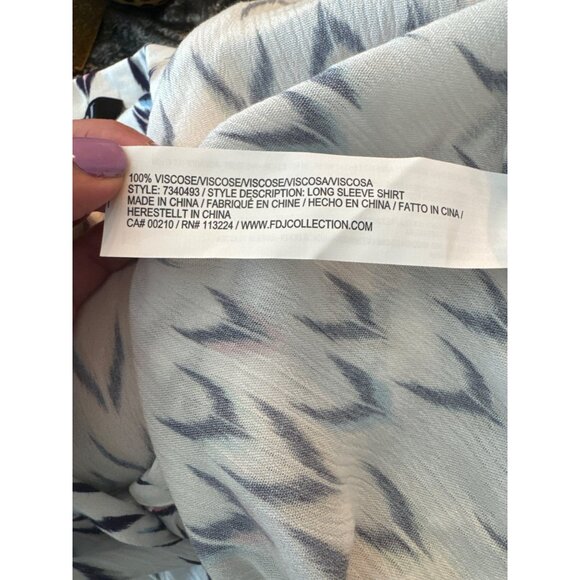 100% VISCOSE/VISCOSE/VISCOSE/VISCOSA/VISCOSA
STYLE: 7340493 / STYLE DESCRIPTION: LONG SLEEVE SHIRT
MADE IN CHINA / FABRIQUÉ EN CHINE / HECHO EN CHINA / FATTO IN CINA /
HERESTELLT IN CHINA
CA# 00210 / RN# 113224 / WWW.FDJCOLLECTION.COM